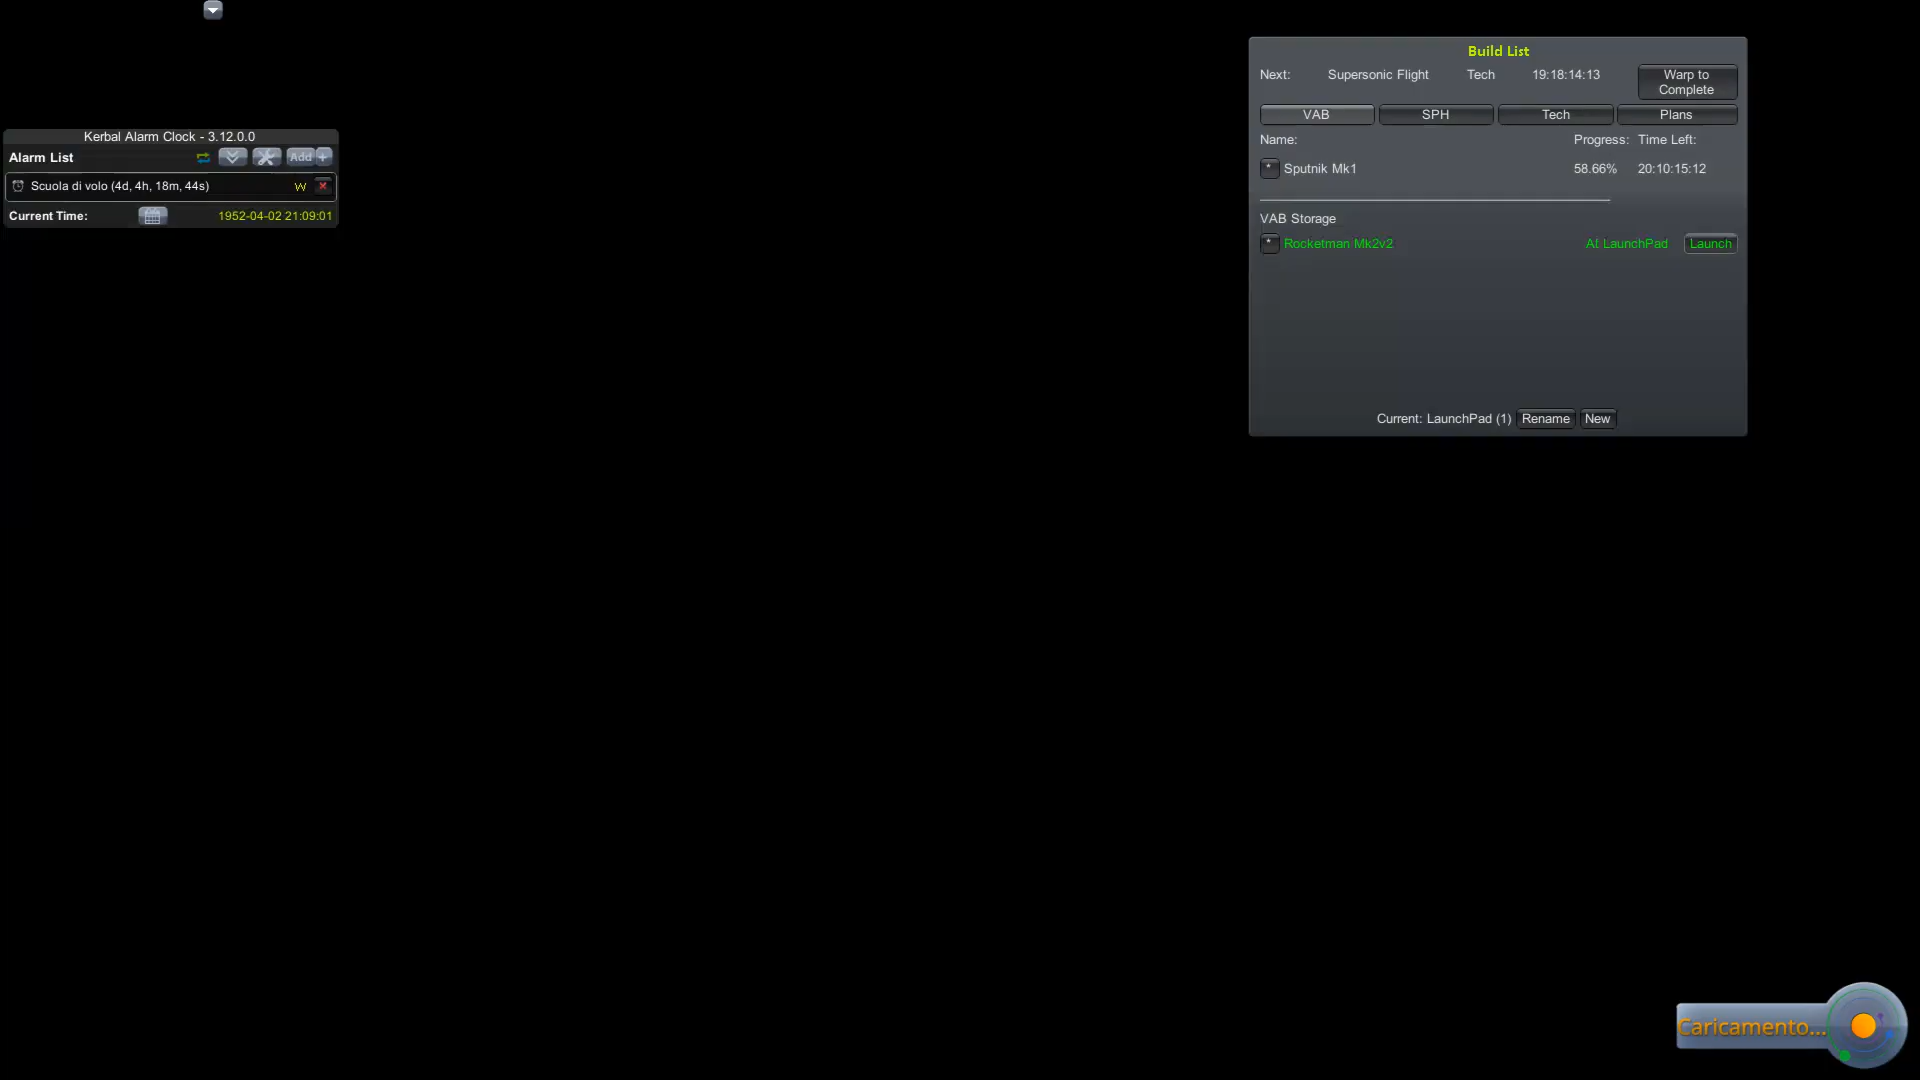 Kerbal Alarm Clock - 3.12.0.0
Alarm List
Add +
Scuola di volo (4d, 4h, 18m, 44s) W
Current Time: 1952-04-02 21:09:01
Build List
Next: Supersonic Flight Tech 19:18:14:13 Warp to
Complete
VAB SPH Tech Plans
Name: Progress: Time Left:
* Sputnik Mk1 58.66% 20:10:15:12
VAB Storage
* Rocketman Mk2v2 At LaunchPad Launch
Current: LaunchPad (1) Rename New
Caricamento...